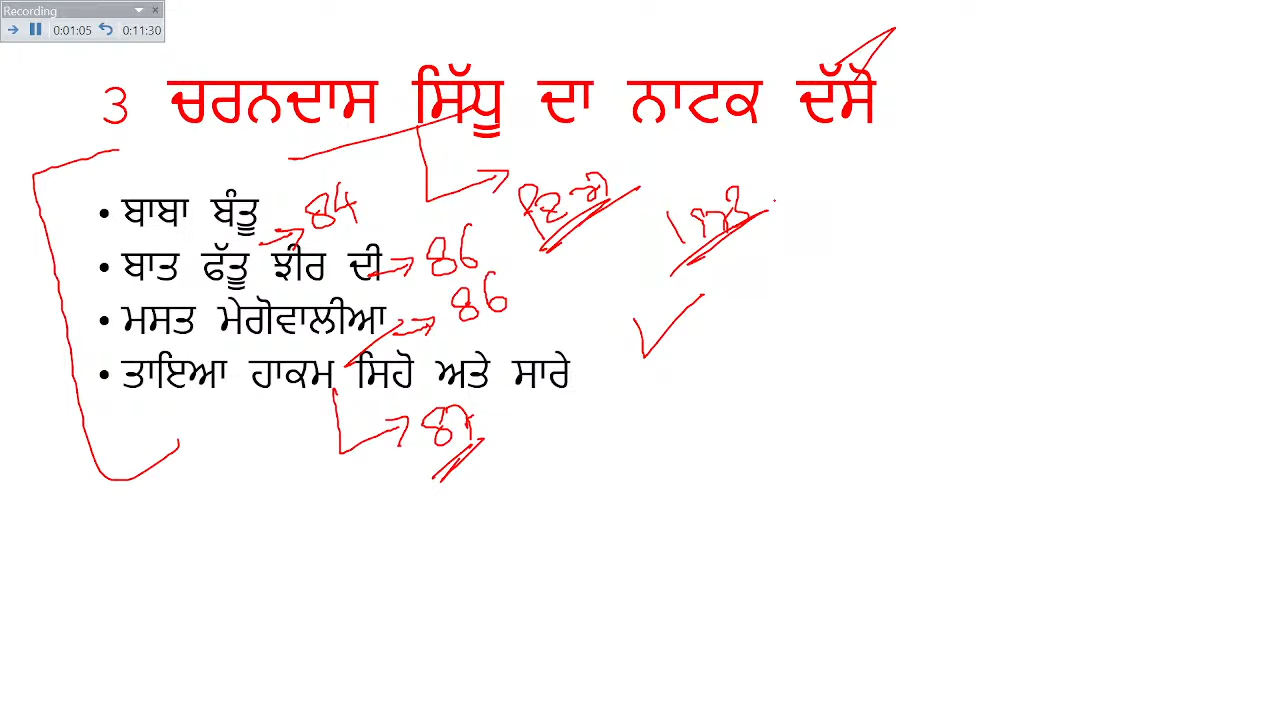 Recording
0:01:05 0:11:30
3 ਚਰਨਦਾਸ ਸਿੱਧੂ ਦਾ ਨਾਟਕ ਦੱਸੋ
• ਬਾਬਾ ਬੰਤੂ 84
• ਬਾਤ ਫੱਤੂ ਝੀਰ ਦੀ 86
• ਮਸਤ ਮੇਗੋਵਾਲੀਆ 86
• ਤਾਇਆ ਹਾਕਮ ਸਿਹੋ ਅਤੇ ਸਾਰੇ